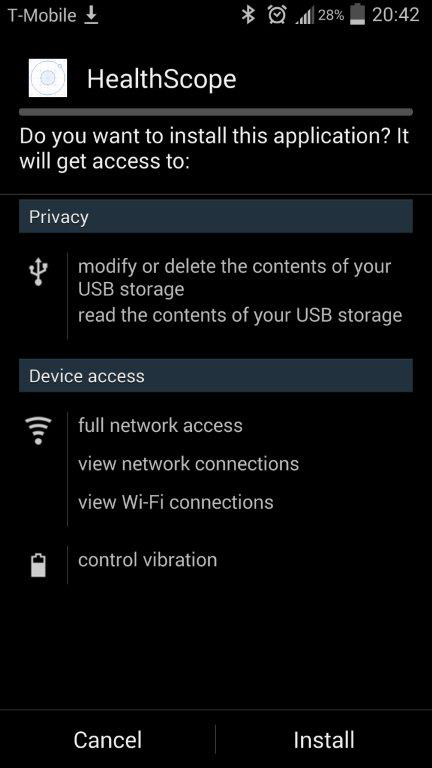 T-Mobile 28% 20:42
HealthScope
Do you want to install this application? It
will get access to:
Privacy
modify or delete the contents of your
USB storage
read the contents of your USB storage
Device access
full network access
view network connections
view Wi-Fi connections
control vibration
Cancel Install